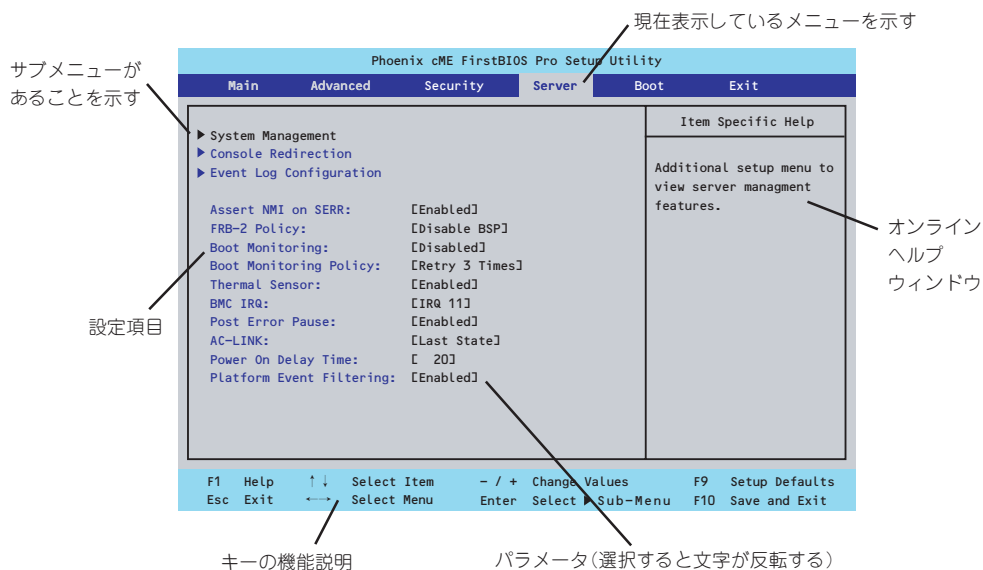 現在表示しているメニューを示す
サブメニューが
あることを示す
Phoenix cME FirstBIOS Pro Setup Utility
Main Advanced Security Server Boot Exit
Item Specific Help
▶ System Management
▶ Console Redirection
▶ Event Log Configuration
Additional setup menu to
view server managment
features.
Assert NMI on SERR: [Enabled]
FRB-2 Policy: [Disable BSP]
Boot Monitoring: [Disabled]
Boot Monitoring Policy: [Retry 3 Times]
Thermal Sensor: [Enabled]
BMC IRQ: [IRQ 11]
Post Error Pause: [Enabled]
AC-LINK: [Last State]
Power On Delay Time: [ 20]
Platform Event Filtering: [Enabled]
オンライン
ヘルプ
ウィンドウ
設定項目
F1 Help ↑↓ Select Item - / + Change Values F9 Setup Defaults
Esc Exit ←→ Select Menu Enter Select ▶ Sub-Menu F10 Save and Exit
キーの機能説明
パラメータ(選択すると文字が反転する)